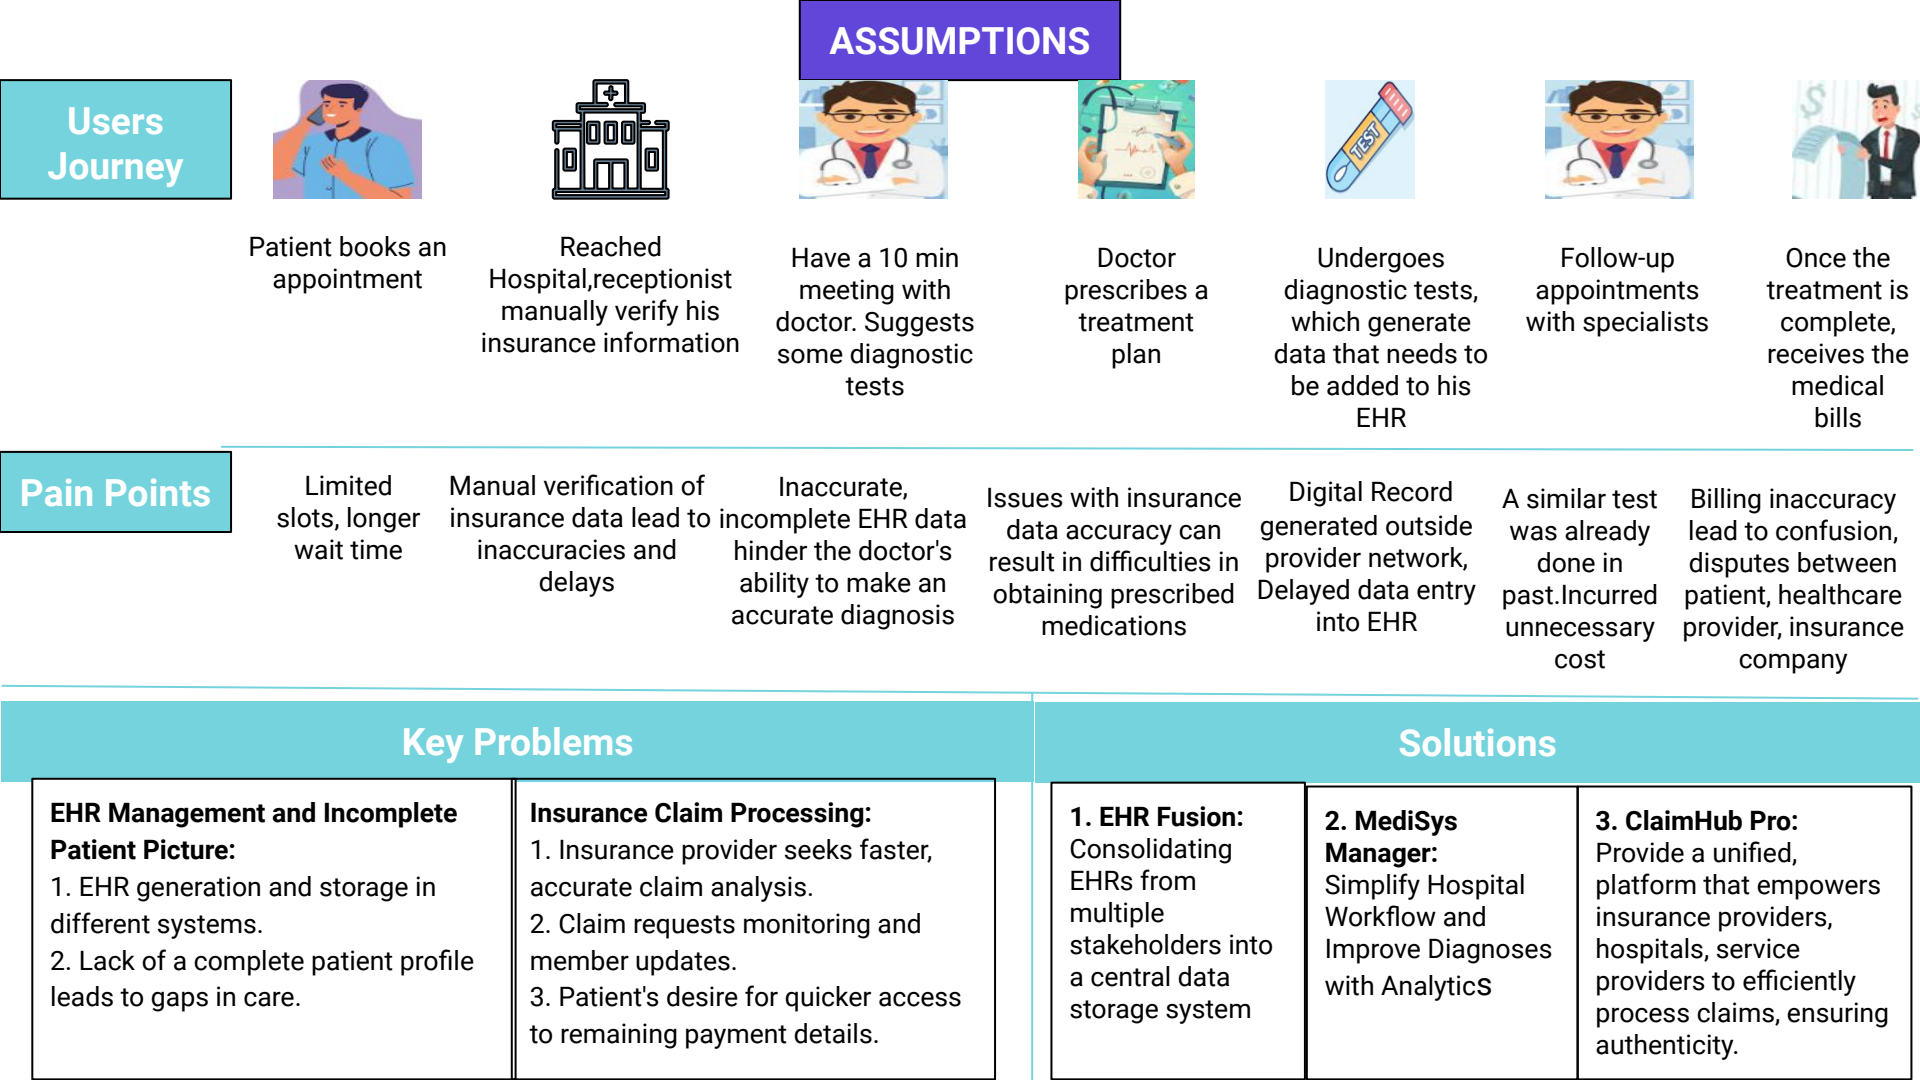 ASSUMPTIONS
Users
Journey
Patient books an
appointment
Reached
Hospital,receptionist
manually verify his
insurance information
Have a 10 min
meeting with
doctor. Suggests
some diagnostic
tests
Doctor
prescribes a
treatment
plan
TEST
Undergoes
diagnostic tests,
which generate
data that needs to
be added to his
EHR
Follow-up
appointments
with specialists
Once the
treatment is
complete,
receives the
medical
bills
Pain Points
Limited
slots, longer
wait time
Manual verification of
insurance data lead to
inaccuracies and
delays
Inaccurate,
incomplete EHR data
hinder the doctor's
ability to make an
accurate diagnosis
Issues with insurance
data accuracy can
result in difficulties in
obtaining prescribed
medications
Digital Record
generated outside
provider network,
Delayed data entry
into EHR
A similar test
was already
done in
past.Incurred
unnecessary
cost
Billing inaccuracy
lead to confusion,
disputes between
patient, healthcare
provider, insurance
company
Key Problems
EHR Management and Incomplete
Patient Picture:
1. EHR generation and storage in
different systems.
2. Lack of a complete patient profile
leads to gaps in care.
Insurance Claim Processing:
1. Insurance provider seeks faster,
accurate claim analysis.
2. Claim requests monitoring and
member updates.
3. Patient's desire for quicker access
to remaining payment details.
Solutions
1. EHR Fusion:
Consolidating
EHRs from
multiple
stakeholders into
a central data
storage system
2. MediSys
Manager:
Simplify Hospital
Workflow and
Improve Diagnoses
with Analytics
3. ClaimHub Pro:
Provide a unified,
platform that empowers
insurance providers,
hospitals, service
providers to efficiently
process claims, ensuring
authenticity.